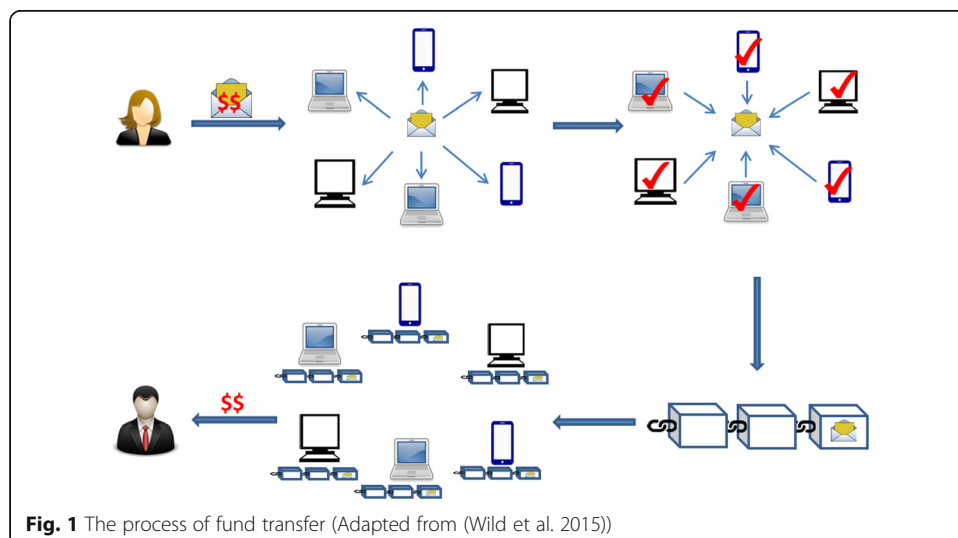 $$
$$
Fig. 1 The process of fund transfer (Adapted from (Wild et al. 2015))